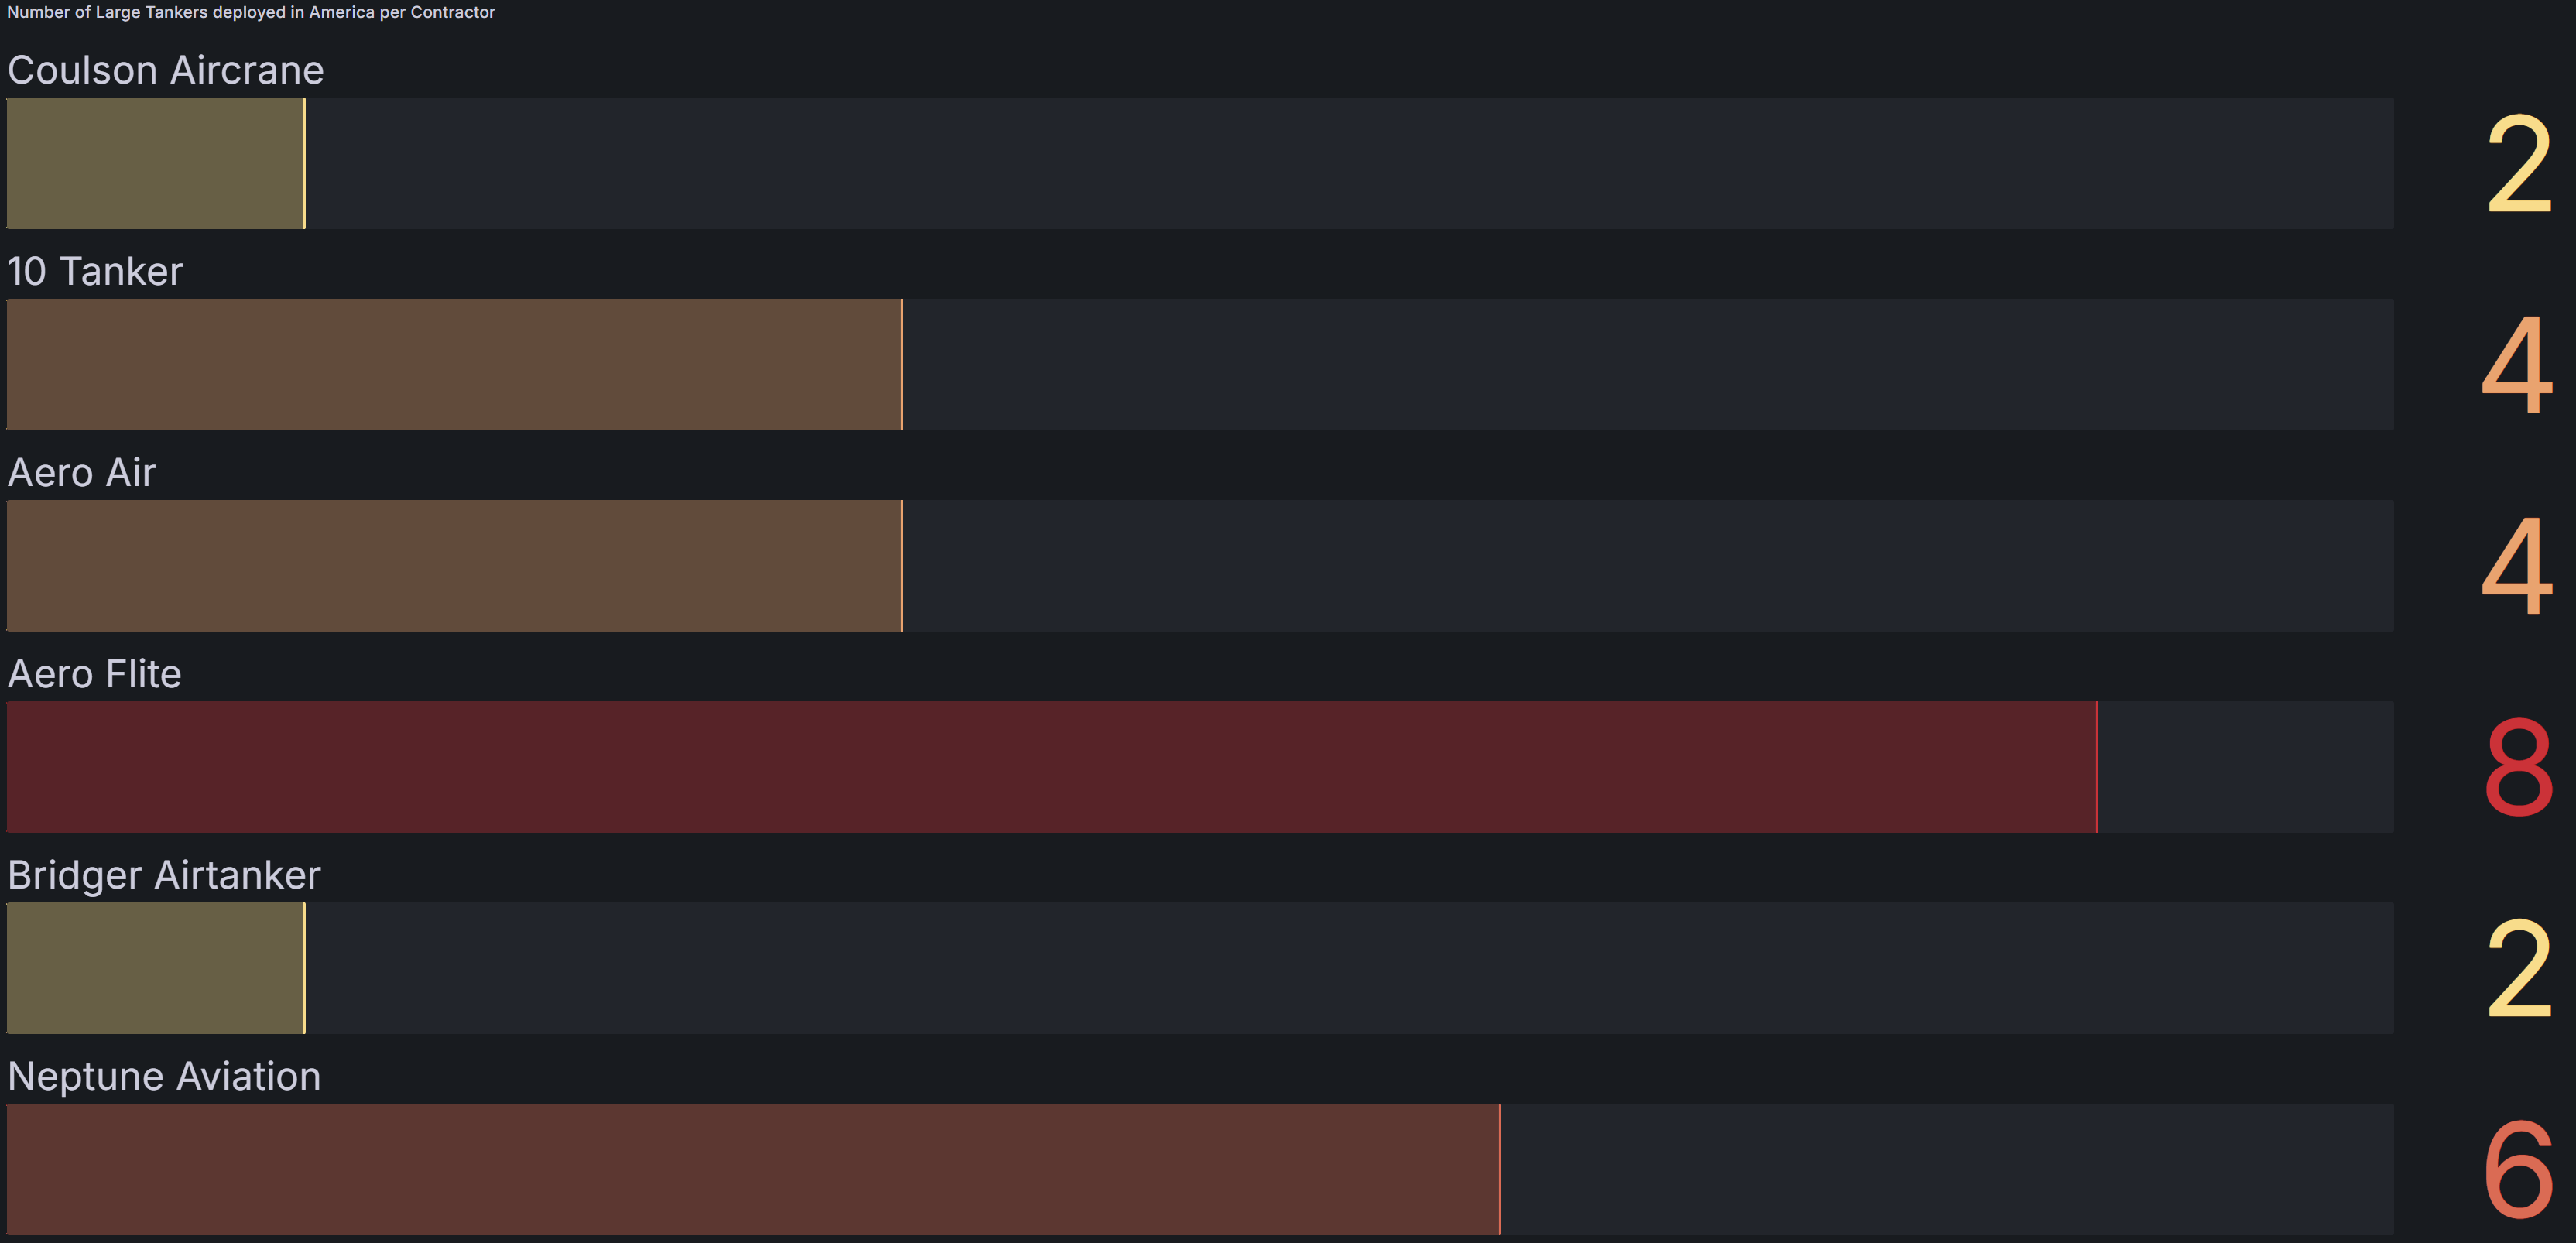 Number of Large Tankers deployed in America per Contractor
Coulson Aircrane
2
10 Tanker
4
Aero Air
4
Aero Flite
8
Bridger Airtanker
2
Neptune Aviation
6